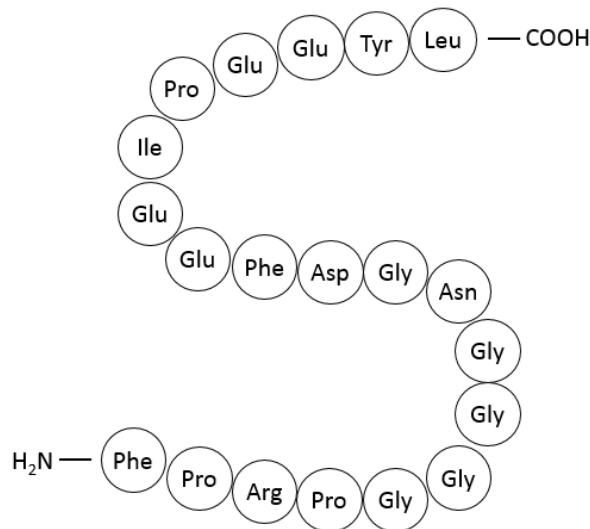 Pro Glu Glu Tyr Leu COOH
Ile
Glu
Glu Phe Asp Gly Asn
Gly
Gly
H₂N Phe Pro Arg Pro Gly Gly